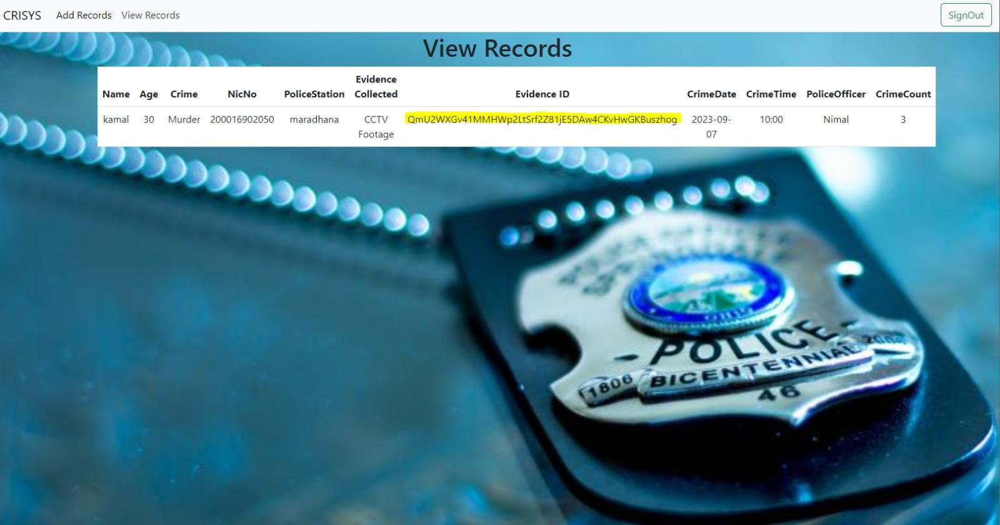 CRISYS Add Records View Records SignOut
View Records
Name Age Crime NicNo PoliceStation Evidence Collected Evidence ID CrimeDate CrimeTime PoliceOfficer CrimeCount
kamal 30 Murder 200016902050 maradhana CCTV Footage QmU2WXGv41MMHWp2LtSrf2Z81jE5DAw4CKvHwGKBuszhog 2023-09-07 10:00 Nimal 3
POLICE
1806 BICENTENNIAL 2006
46